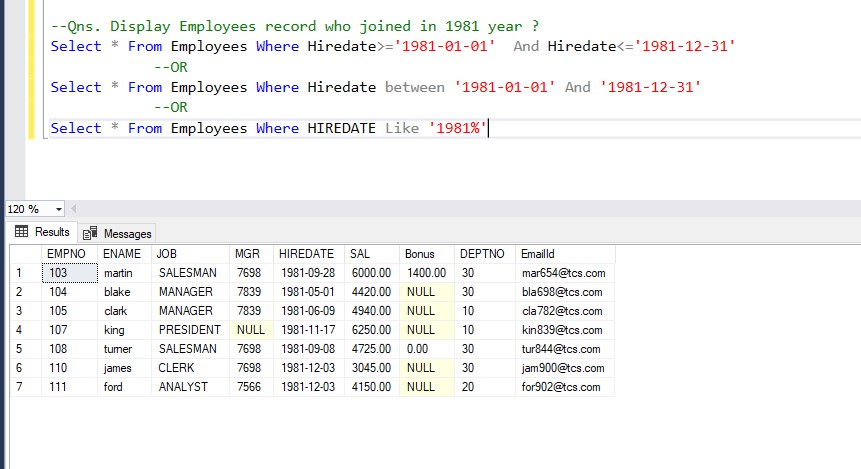 --Qns. Display Employees record who joined in 1981 year ?
Select * From Employees Where Hiredate>='1981-01-01'  And Hiredate<='1981-12-31'
--OR
Select * From Employees Where Hiredate between '1981-01-01' And '1981-12-31'
--OR
Select * From Employees Where HIREDATE Like '1981%'
120 %
Results Messages
EMPNO ENAME JOB MGR HIREDATE SAL Bonus DEPTNO EmailId
1 103 martin SALESMAN 7698 1981-09-28 6000.00 1400.00 30 mar654@tcs.com
2 104 blake MANAGER 7839 1981-05-01 4420.00 NULL 30 bla698@tcs.com
3 105 clark MANAGER 7839 1981-06-09 4940.00 NULL 10 cla782@tcs.com
4 107 king PRESIDENT NULL 1981-11-17 6250.00 NULL 10 kin839@tcs.com
5 108 turner SALESMAN 7698 1981-09-08 4725.00 0.00 30 tur844@tcs.com
6 110 james CLERK 7698 1981-12-03 3045.00 NULL 30 jam900@tcs.com
7 111 ford ANALYST 7566 1981-12-03 4150.00 NULL 20 for902@tcs.com